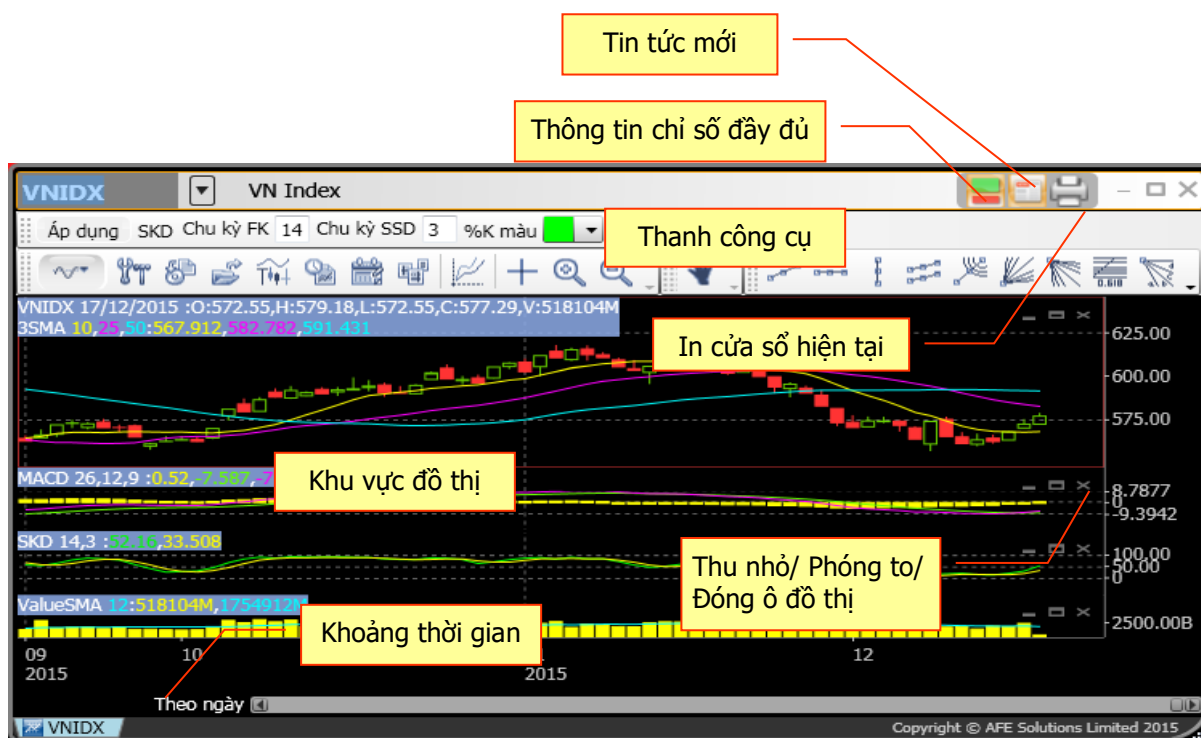 Tin tức mới
Thông tin chỉ số đầy đủ
VNIDX VN Index
Áp dụng SKD Chu kỳ FK 14 Chu kỳ SSD 3 %K màu
Thanh công cụ
0.618
VNIDX 17/12/2015 :O:572.55,H:579.18,L:572.55,C:577.29,V:518104M
3SMA 10,25,50:567.912,582.782,591.431
In cửa sổ hiện tại
625.00
600.00
575.00
MACD 26,12,9 :0.52,-7.587,-7
Khu vực đồ thị
8.7877
0
-9.3942
SKD 14,3 :52.16,33.508
Thu nhỏ/ Phóng to/
Đóng ô đồ thị
100.00
50.00
0
ValueSMA 12:518104M,1754912M
Khoảng thời gian
2500.00B
09 10 12
2015 2015
Theo ngày
VNIDX
Copyright © AFE Solutions Limited 2015